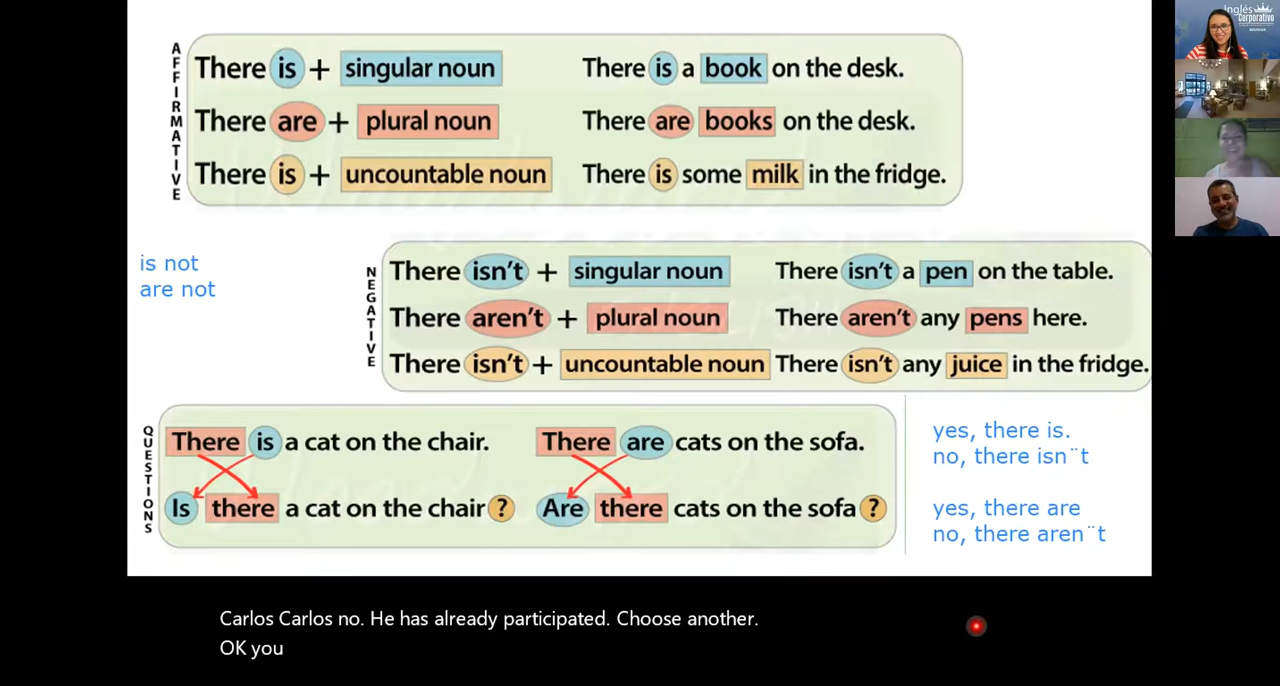 Inglés
Corporativo
AFFIRMATIVE
There is + singular noun There is a book on the desk.
There are + plural noun There are books on the desk.
There is + uncountable noun There is some milk in the fridge.
is not
are not
NEGATIVE
There isn't + singular noun There isn't a pen on the table.
There aren't + plural noun There aren't any pens here.
There isn't + uncountable noun There isn't any juice in the fridge.
QUESTIONS
There is a cat on the chair. There are cats on the sofa.
Is there a cat on the chair? Are there cats on the sofa?
yes, there is.
no, there isn¨t
yes, there are
no, there aren¨t
Carlos Carlos no. He has already participated. Choose another.
OK you